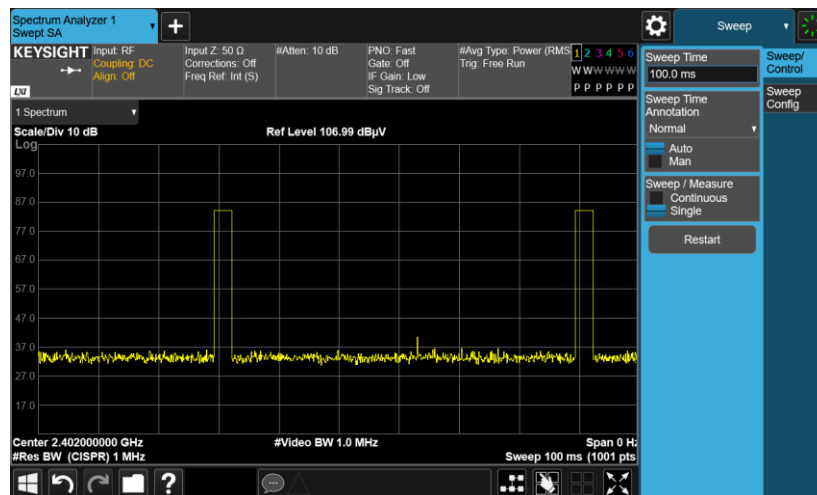 Spectrum Analyzer 1
Swept SA
+
Sweep
KEYSIGHT
Input: RF
Coupling: DC
Align: Off
Input Z: 50 Ω
Corrections: Off
Freq Ref: Int (S)
#Atten: 10 dB
PNO: Fast
Gate: Off
IF Gain: Low
Sig Track: Off
#Avg Type: Power (RMS
Trig: Free Run
1 2 3 4 5 6
W W W W W W
P P P P P P
LXI
1 Spectrum
Scale/Div 10 dB
Ref Level 106.99 dBµV
Log
97.0
87.0
77.0
67.0
57.0
47.0
37.0
27.0
17.0
Center 2.402000000 GHz
#Video BW 1.0 MHz
Span 0 Hz
#Res BW (CISPR) 1 MHz
Sweep 100 ms (1001 pts
Sweep Time
100.0 ms
Sweep Time
Annotation
Normal
Auto
Man
Sweep / Measure
Continuous
Single
Restart
Sweep/
Control
Sweep
Config
?